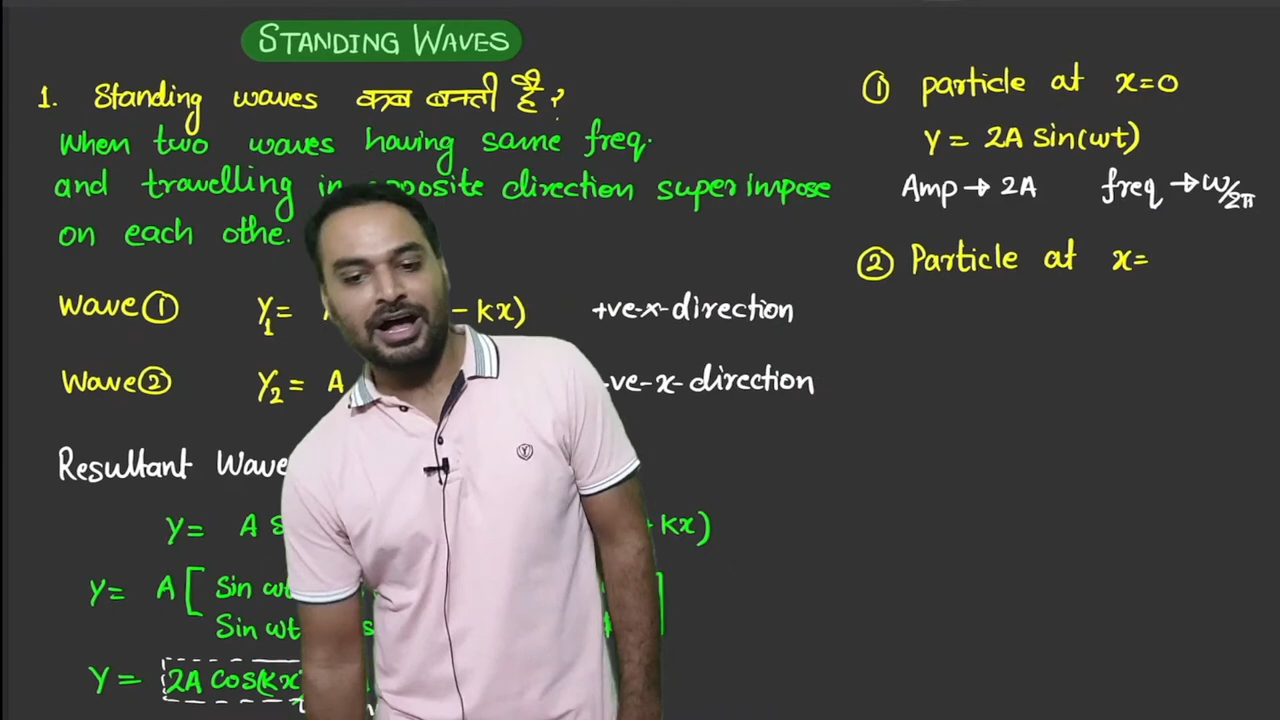 STANDING WAVES
1. Standing waves कब बनती है?
When two waves having same freq.
and travelling in opposite direction superimpose
on each othe.
Wave ① Y₁= - kx) +ve-x-direction
Wave ② Y₂= A -ve-x-direction
Resultant Wave
Y= A + kx)
Y= A [ Sin ωt
Sin ωt
Y= 2A Cos(kx)
① particle at x=0
Y = 2A Sin(ωt)
Amp → 2A freq → ω/2π
② Particle at x=